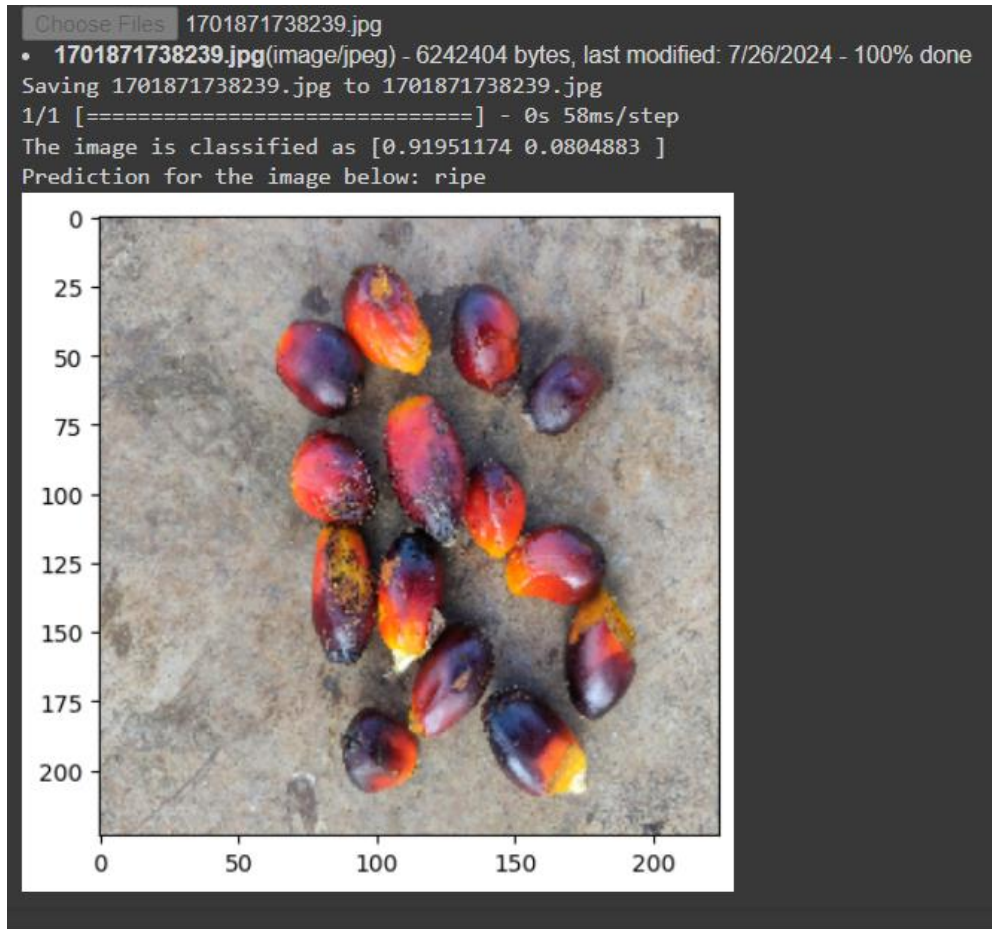 Choose Files 1701871738239.jpg
• 1701871738239.jpg(image/jpeg) - 6242404 bytes, last modified: 7/26/2024 - 100% done
Saving 1701871738239.jpg to 1701871738239.jpg
1/1 [==============================] - 0s 58ms/step
The image is classified as [0.91951174 0.0804883 ]
Prediction for the image below: ripe
0
25
50
75
100
125
150
175
200
0 50 100 150 200